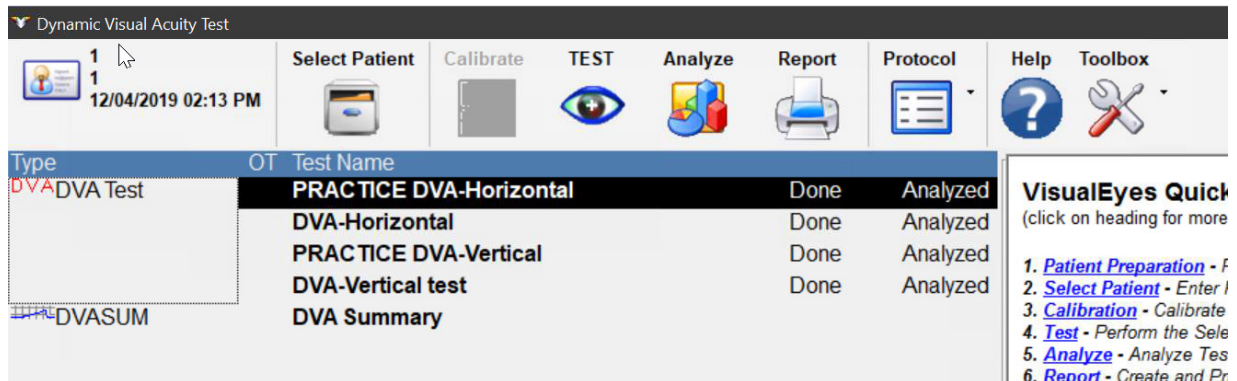 Dynamic Visual Acuity Test
1
1
12/04/2019 02:13 PM
Select Patient Calibrate TEST Analyze Report Protocol Help Toolbox
Type OT Test Name
DVA DVA Test PRACTICE DVA-Horizontal Done Analyzed
DVA-Horizontal Done Analyzed
PRACTICE DVA-Vertical Done Analyzed
DVA-Vertical test Done Analyzed
DVASUM DVA Summary
VisualEyes Quick
(click on heading for more
1. Patient Preparation -
2. Select Patient - Enter
3. Calibration - Calibrate
4. Test - Perform the Sele
5. Analyze - Analyze Tes
6. Report - Create and Pr